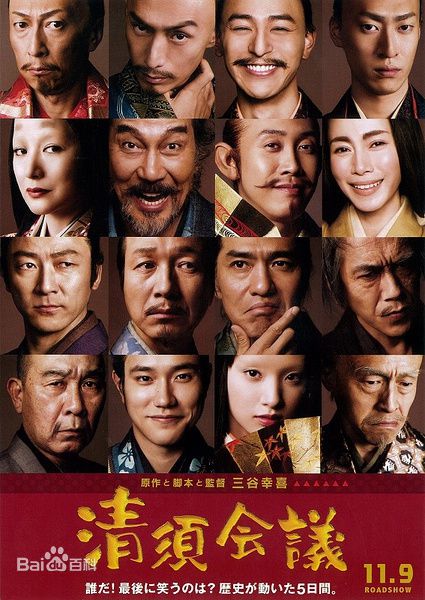 原作と脚本と監督 三谷幸喜 ▲▲▲▲▲▲
清須会議
11.9
ROADSHOW
Bai百科
誰だ!最後に笑うのは?歴史が動いた5日間。